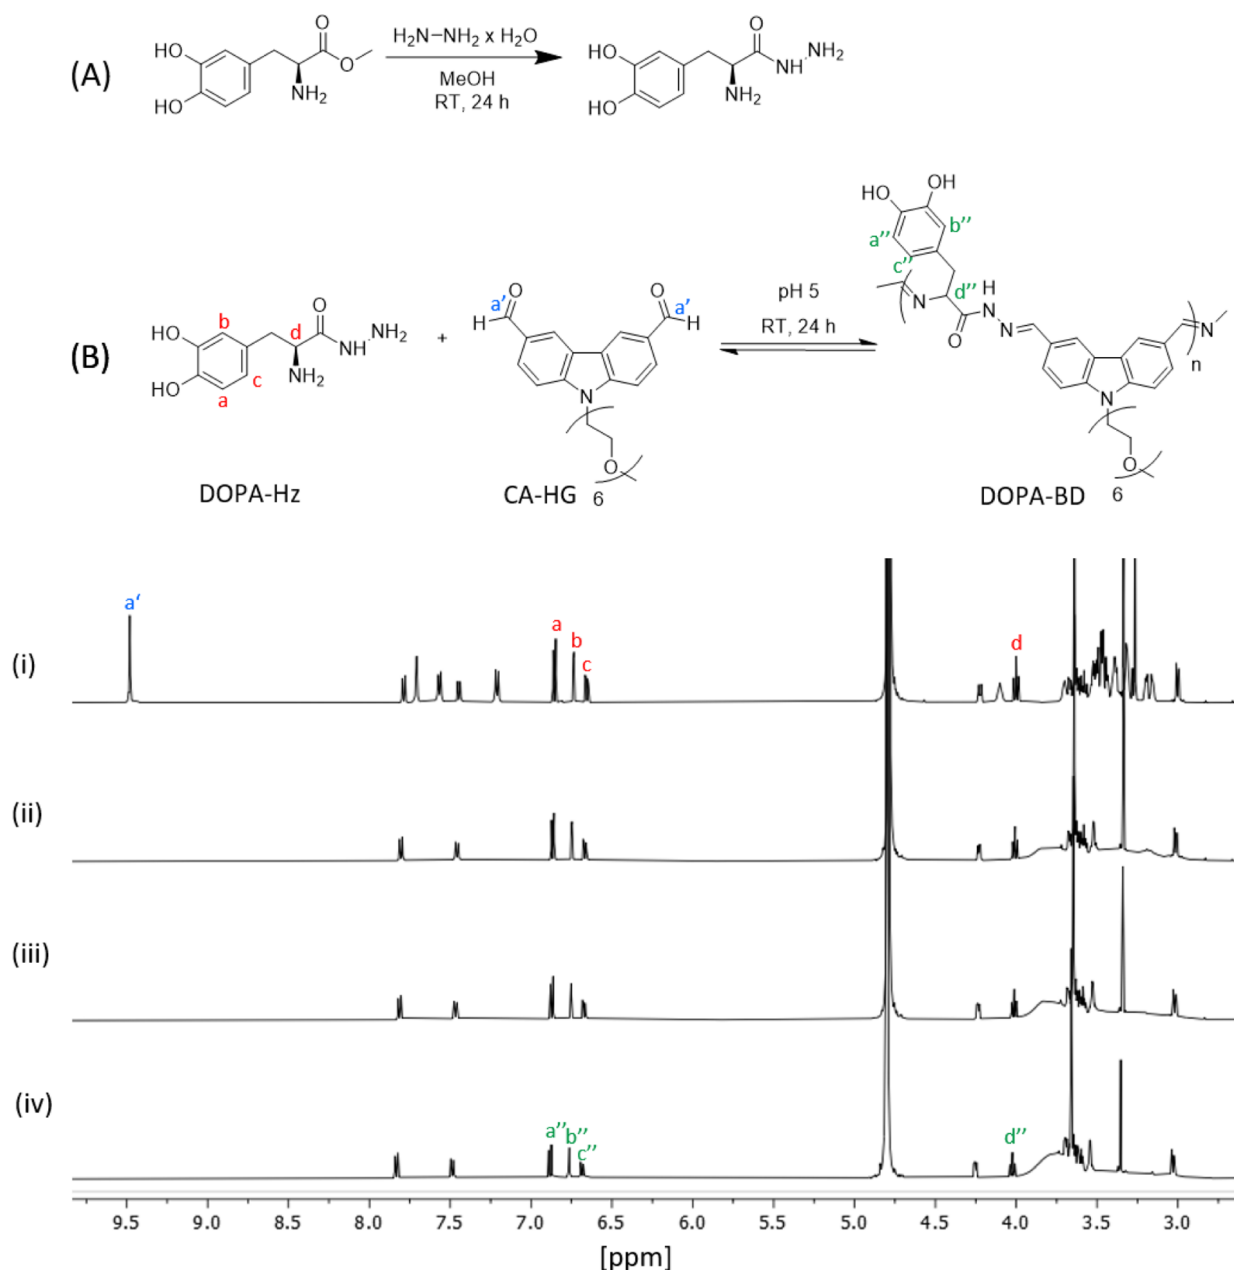 (A)
HO
HO
O
O
NH2
H2N−NH2 x H2O
MeOH
RT, 24 h
HO
HO
O
NH
NH2
NH2
(B)
HO
HO
b
a
c
d
O
NH
NH2
NH2
DOPA-Hz
+
a'
O
H
O
a'
H
N
O
6
CA-HG
pH 5
RT, 24 h
HO
OH
a''
b''
c''
d''
N
O
H
N
N
N
n
N
O
6
DOPA-BD
(i)
a'
a
b
c
d
(ii)
(iii)
(iv)
a''
b''
c''
d''
9.5 9.0 8.5 8.0 7.5 7.0 6.5 6.0 5.5 5.0 4.5 4.0 3.5 3.0
[ppm]